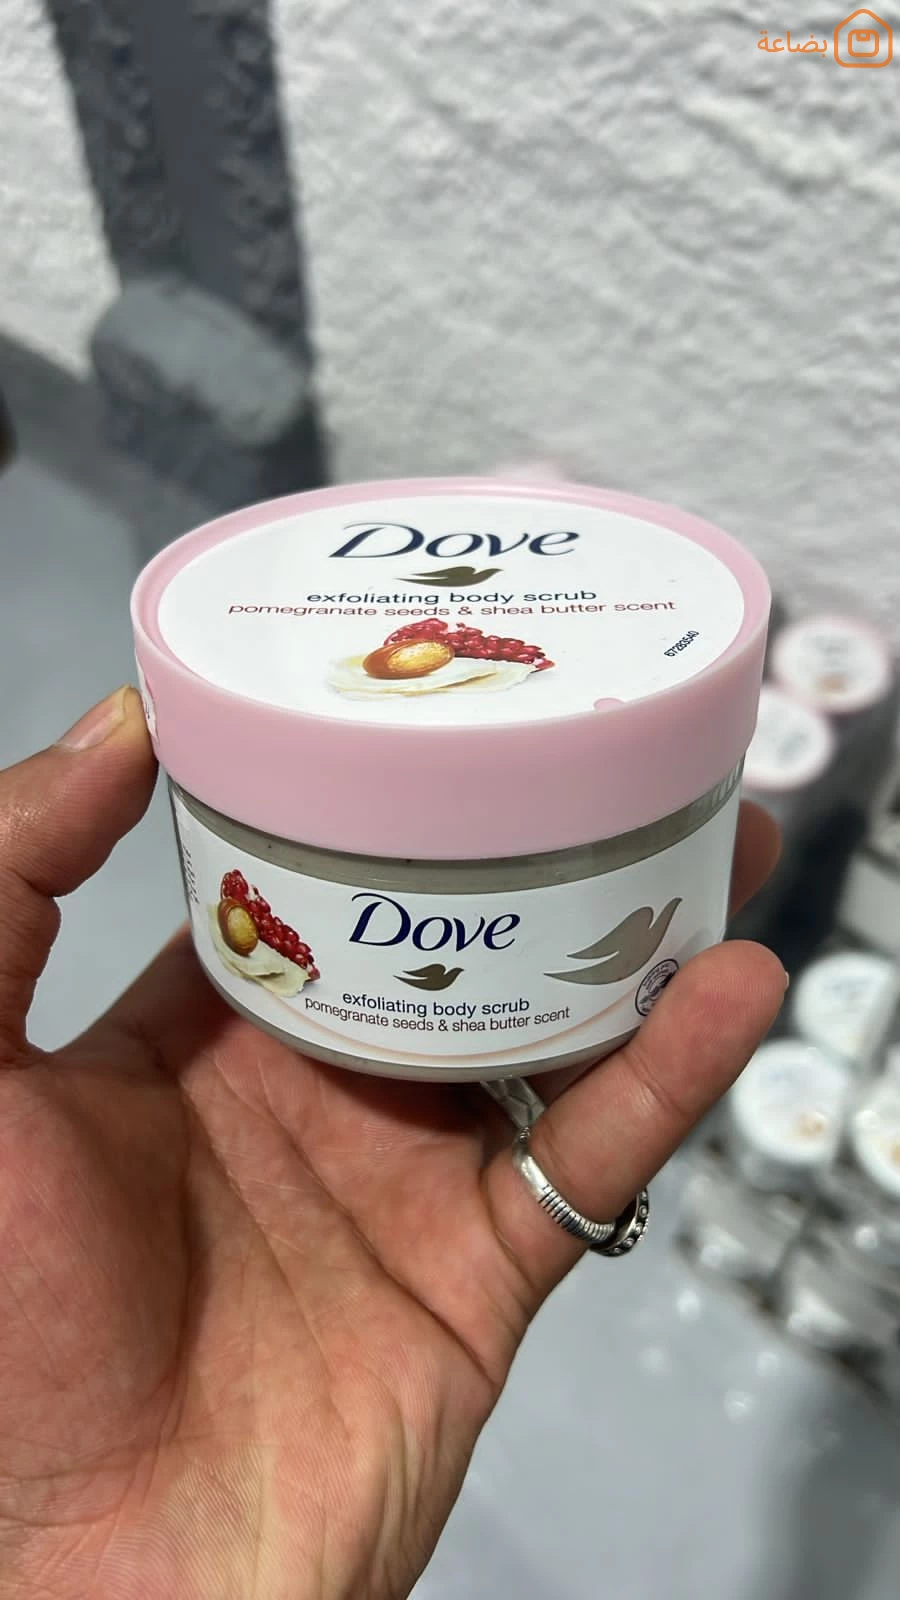 بضاعة
Dove
exfoliating body scrub
pomegranate seeds & shea butter scent
67283540
Dove
exfoliating body scrub
pomegranate seeds & shea butter scent